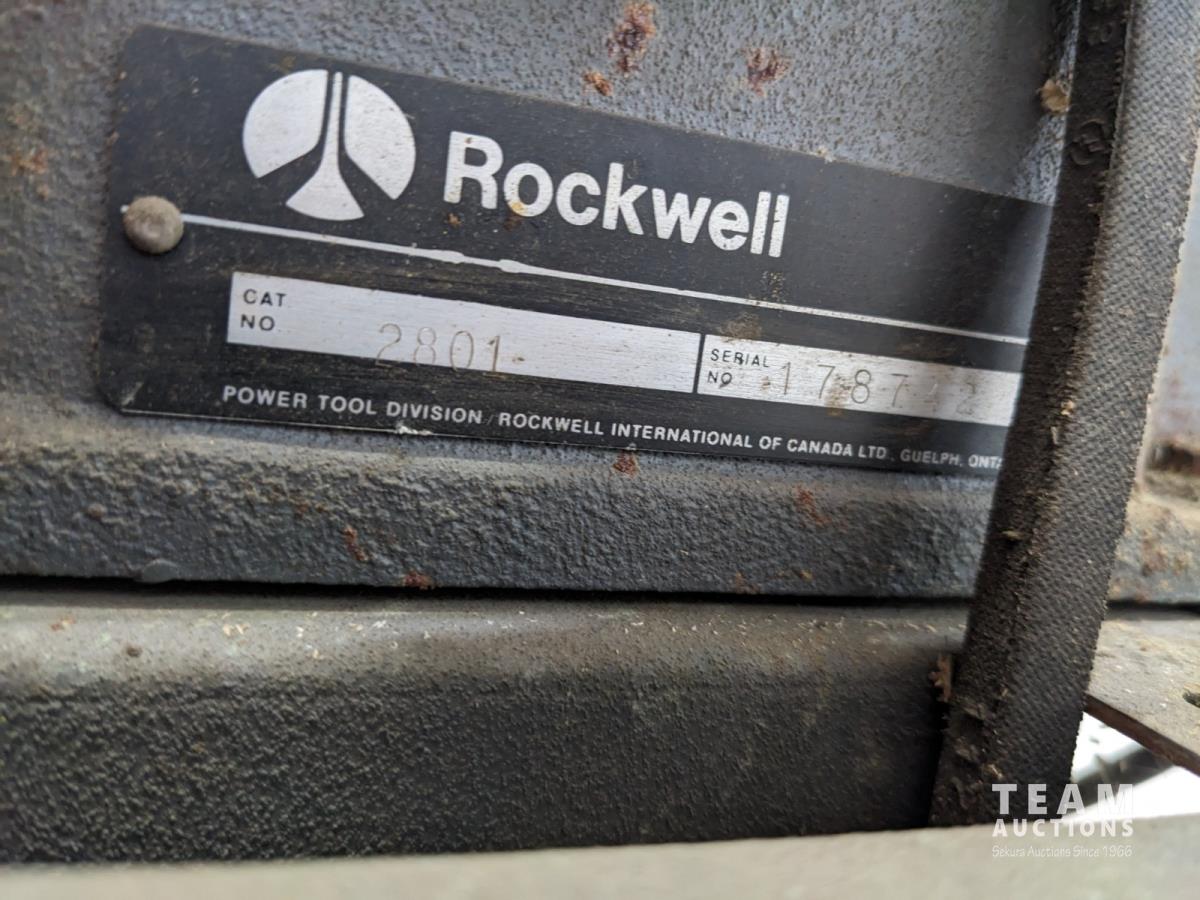 Rockwell
CAT
NO
2801
SERIAL
NO
POWER TOOL DIVISION / ROCKWELL INTERNATIONAL OF CANADA LTD. GUELPH, ONT
TEAM
AUCTIONS
Sekura Auctions Since 1966